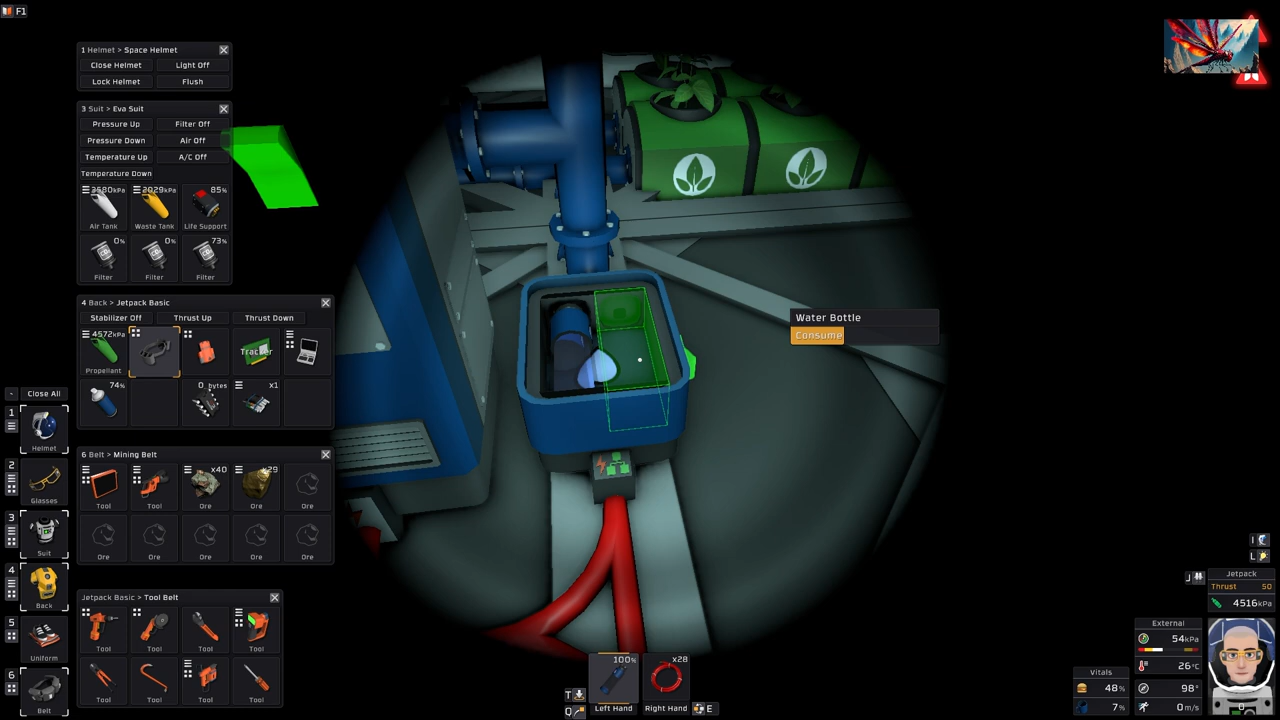 F1
1 Helmet > Space Helmet
Close Helmet Light Off
Lock Helmet Flush
3 Suit > Eva Suit
Pressure Up Filter Off
Pressure Down Air Off
Temperature Up A/C Off
Temperature Down
3580kPa 2029kPa 85%
Air Tank Waste Tank Life Support
0% 0% 73%
Filter Filter Filter
4 Back > Jetpack Basic
Stabilizer Off Thrust Up Thrust Down
4572kPa
Propellant
Tracker
74% 0 bytes x1
- Close All
1 Helmet
2 Glasses
3 Suit
4 Back
5 Uniform
6 Belt
6 Belt > Mining Belt
x40 x29
Tool Tool Ore Ore Ore
Ore Ore Ore Ore Ore
Jetpack Basic > Tool Belt
Tool Tool Tool Tool
Tool Tool Tool Tool
Water Bottle
Consume
100% x28
T
Q Left Hand Right Hand E
I
L
J
Jetpack
Thrust 50
4516kPa
External
54kPa
26°C
98°
0m/s
Vitals
48%
7%
0